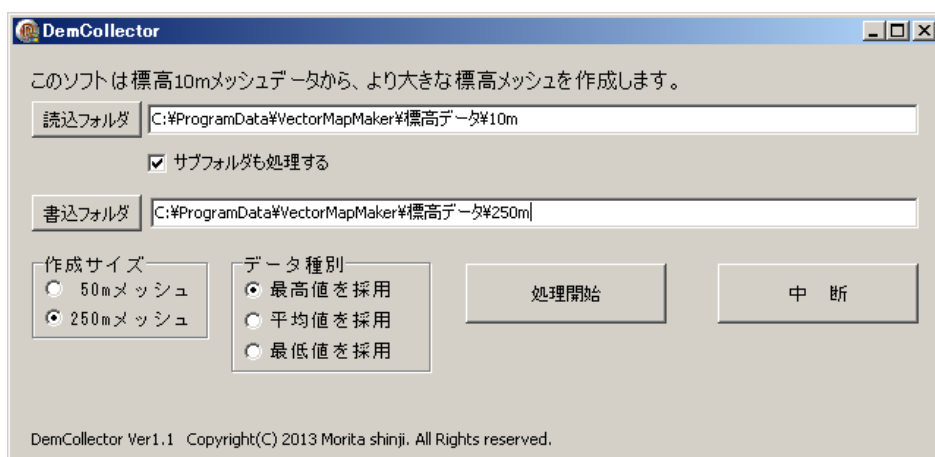 DemCollector
このソフトは標高10mメッシュデータから、より大きな標高メッシュを作成します。
読込フォルダ C:¥ProgramData¥VectorMapMaker¥標高データ¥10m
サブフォルダも処理する
書込フォルダ C:¥ProgramData¥VectorMapMaker¥標高データ¥250m
作成サイズ
50mメッシュ
250mメッシュ
データ種別
最高値を採用
平均値を採用
最低値を採用
処理開始
中 断
DemCollector Ver1.1 Copyright(C) 2013 Morita shinji. All Rights reserved.